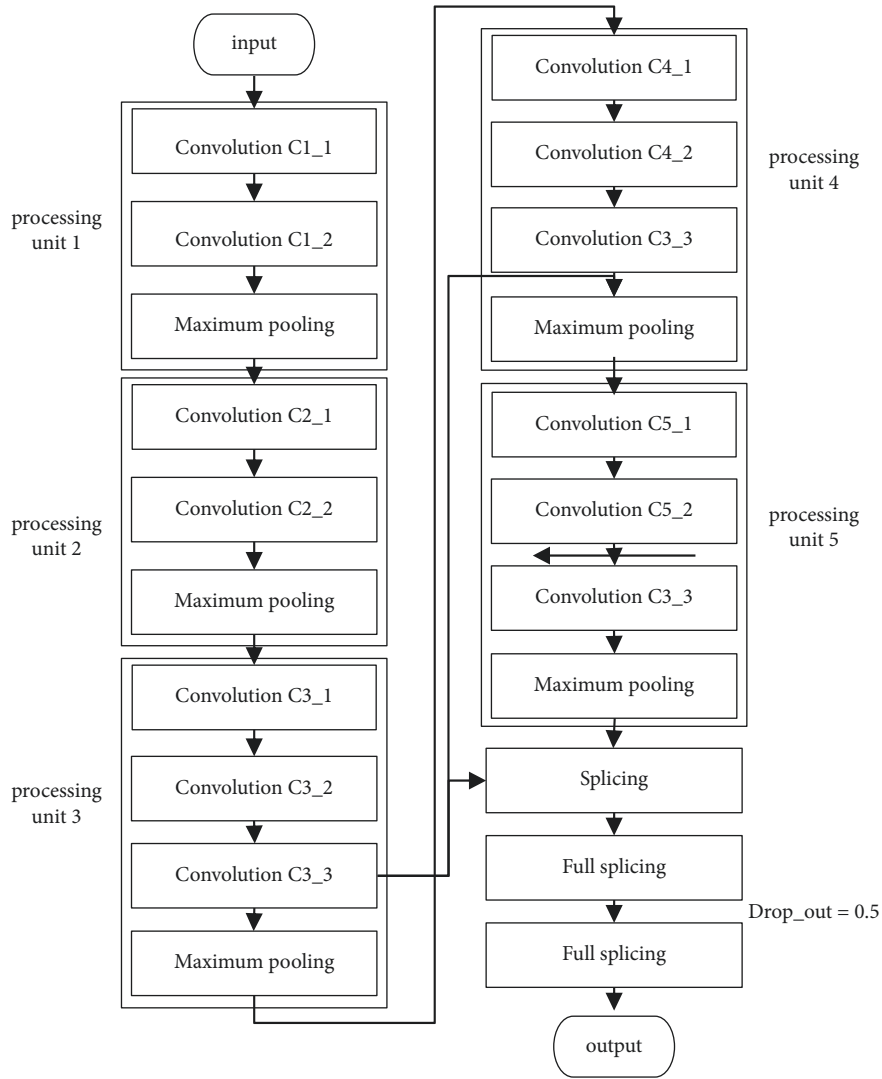 input
processing
unit 1
Convolution C1_1
Convolution C1_2
Maximum pooling
processing
unit 2
Convolution C2_1
Convolution C2_2
Maximum pooling
processing
unit 3
Convolution C3_1
Convolution C3_2
Convolution C3_3
Maximum pooling
Convolution C4_1
Convolution C4_2
Convolution C3_3
Maximum pooling
processing
unit 4
Convolution C5_1
Convolution C5_2
Convolution C3_3
Maximum pooling
processing
unit 5
Splicing
Full splicing
Drop_out = 0.5
Full splicing
output